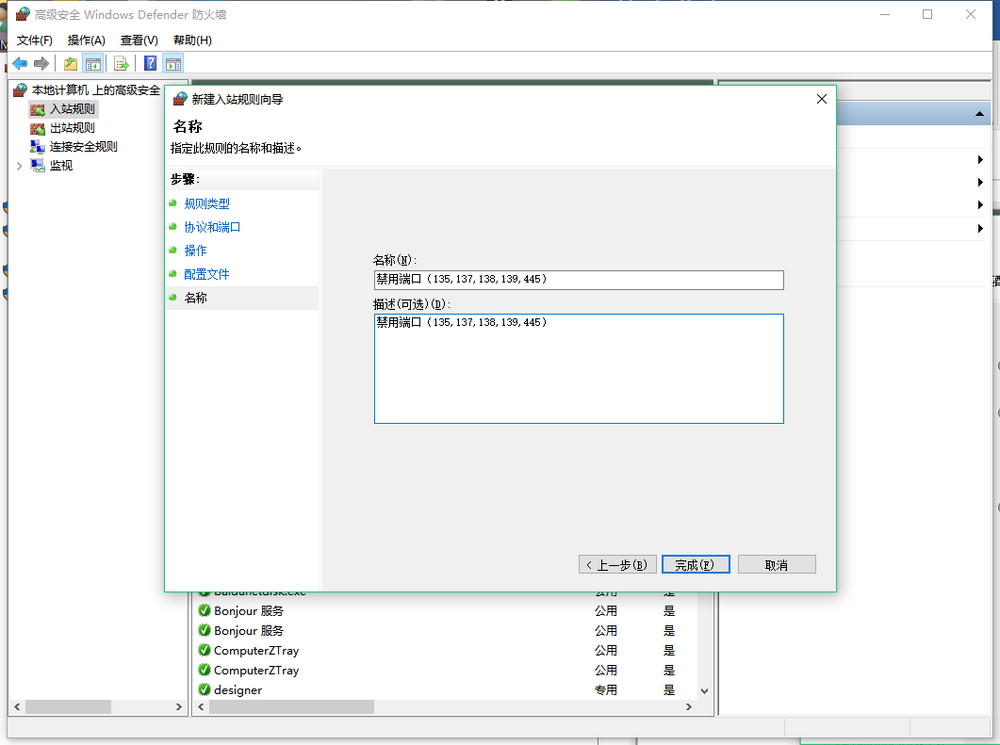 高级安全 Windows Defender 防火墙
文件(F) 操作(A) 查看(V) 帮助(H)
本地计算机 上的高级安全
入站规则
出站规则
连接安全规则
监视
新建入站规则向导
名称
指定此规则的名称和描述。
步骤:
规则类型
协议和端口
操作
配置文件
名称
名称(N):
禁用端口（135,137,138,139,445）
描述(可选)(D):
禁用端口（135,137,138,139,445）
< 上一步(B) 完成(F) 取消
Baidunetdisk.exe 公用 是
Bonjour 服务 公用 是
Bonjour 服务 公用 是
ComputerZTray 公用 是
ComputerZTray 公用 是
designer 专用 是